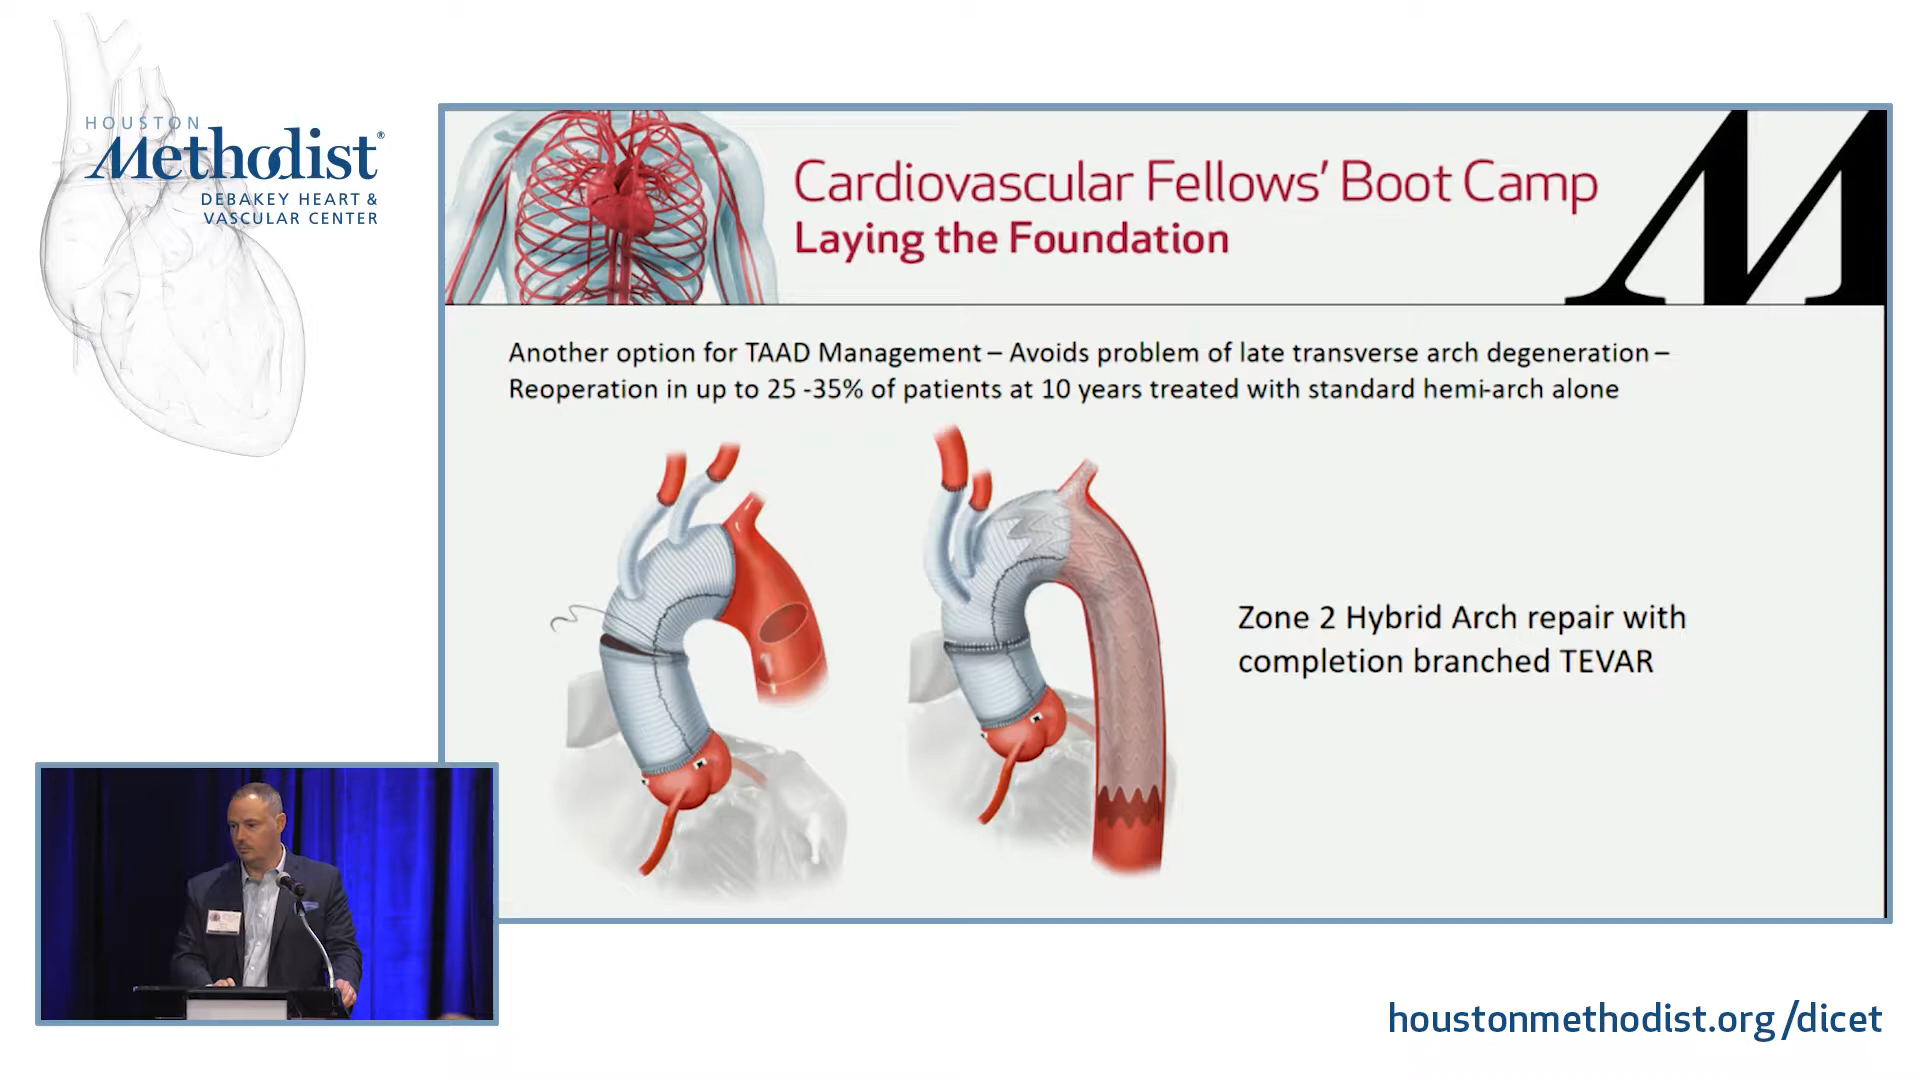 HOUSTON
Methodist®
DEBAKEY HEART &
VASCULAR CENTER
Cardiovascular Fellows' Boot Camp
Laying the Foundation
M
Another option for TAAD Management – Avoids problem of late transverse arch degeneration –
Reoperation in up to 25 -35% of patients at 10 years treated with standard hemi-arch alone
Zone 2 Hybrid Arch repair with
completion branched TEVAR
houstonmethodist.org/dicet